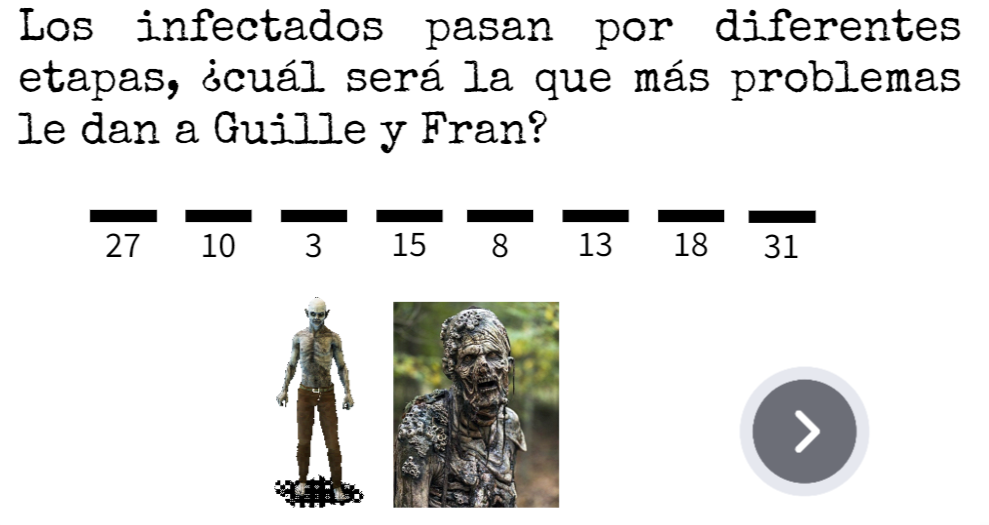 Los infectados pasan por diferentes
etapas, ¿cuál será la que más problemas
le dan a Guille y Fran?
27 10 3 15 8 13 18 31